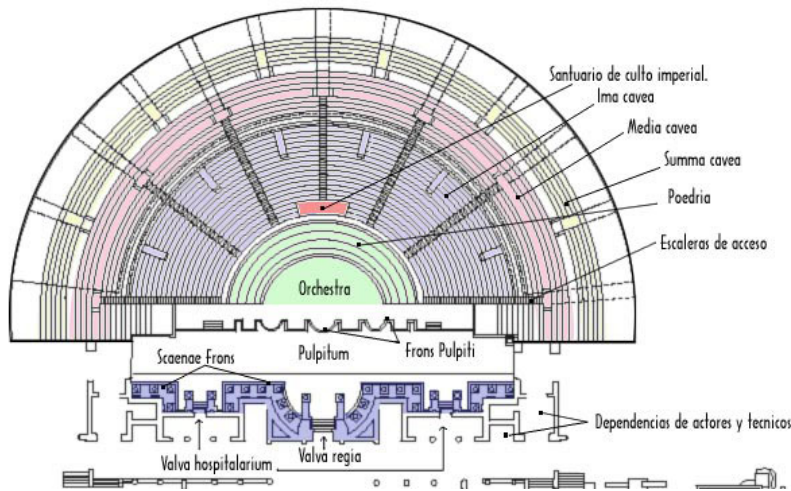 Santuario de culto imperial.
Ima cavea
Media cavea
Summa cavea
Poedria
Escaleras de acceso
Orchestra
Pulpitum
Frons Pulpiti
Scaenae Frons
Dependencias de actores y tecnicos
Valva hospitalarium
Valva regia